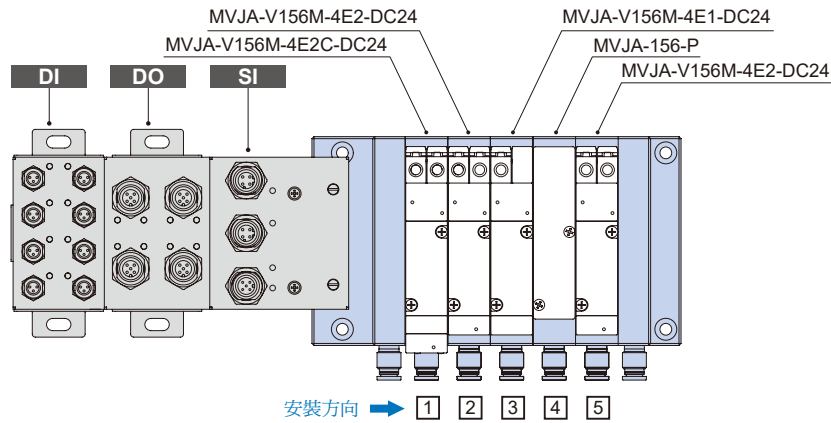 MVJA-V156M-4E2-DC24
MVJA-V156M-4E1-DC24
MVJA-V156M-4E2C-DC24
MVJA-156-P
MVJA-V156M-4E2-DC24
DI
DO
SI
安裝方向
1
2
3
4
5